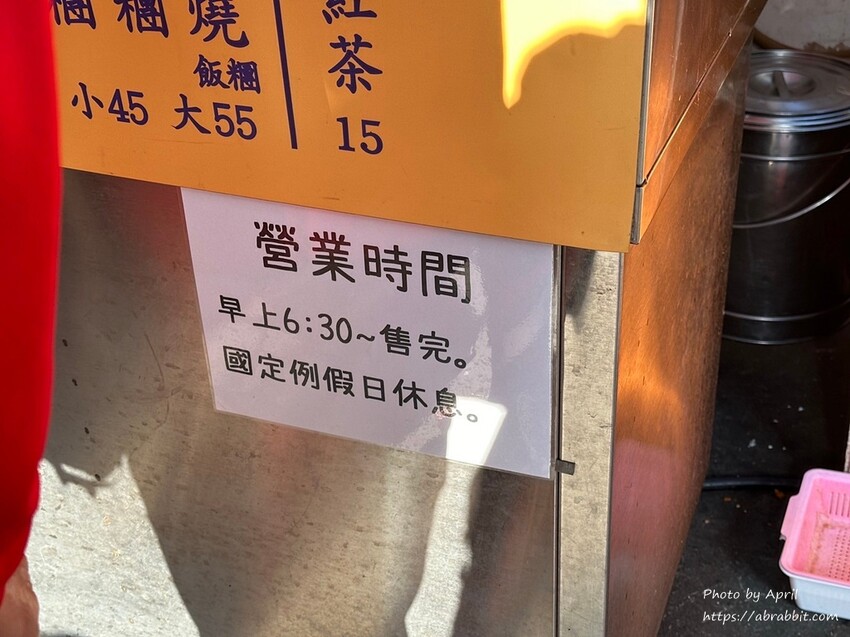 糰 糰 燒 紅
飯糰 茶
小45 大55 15
營業時間
早上6:30~售完。
國定例假日休息。
Photo by April
https://abrabbit.com